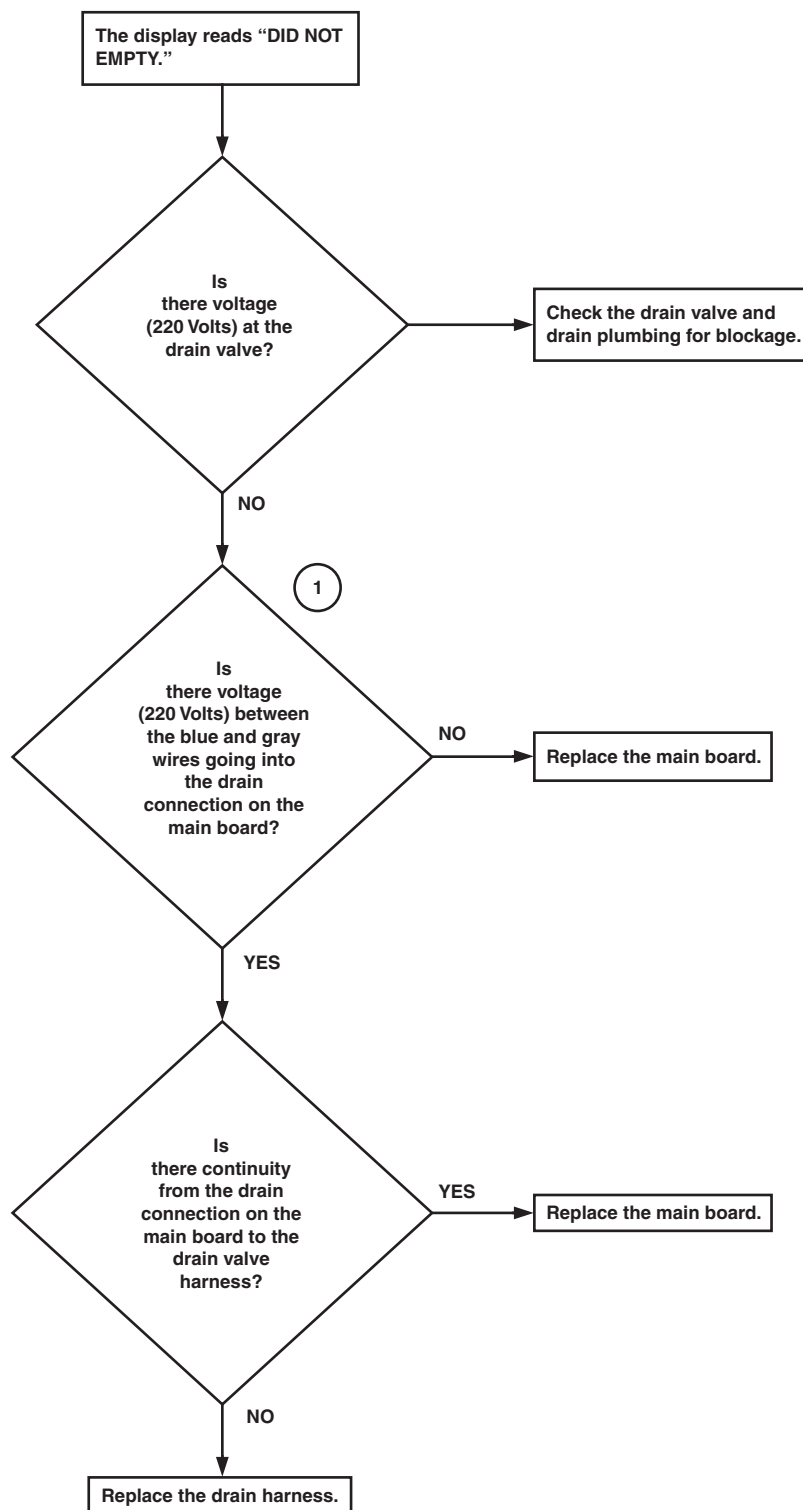 The display reads “DID NOT
EMPTY.”
Is
there voltage
(220 Volts) at the
drain valve?
Check the drain valve and
drain plumbing for blockage.
NO
1
Is
there voltage
(220 Volts) between
the blue and gray
wires going into
the drain
connection on the
main board?
NO
Replace the main board.
YES
Is
there continuity
from the drain
connection on the
main board to the
drain valve
harness?
YES
Replace the main board.
NO
Replace the drain harness.